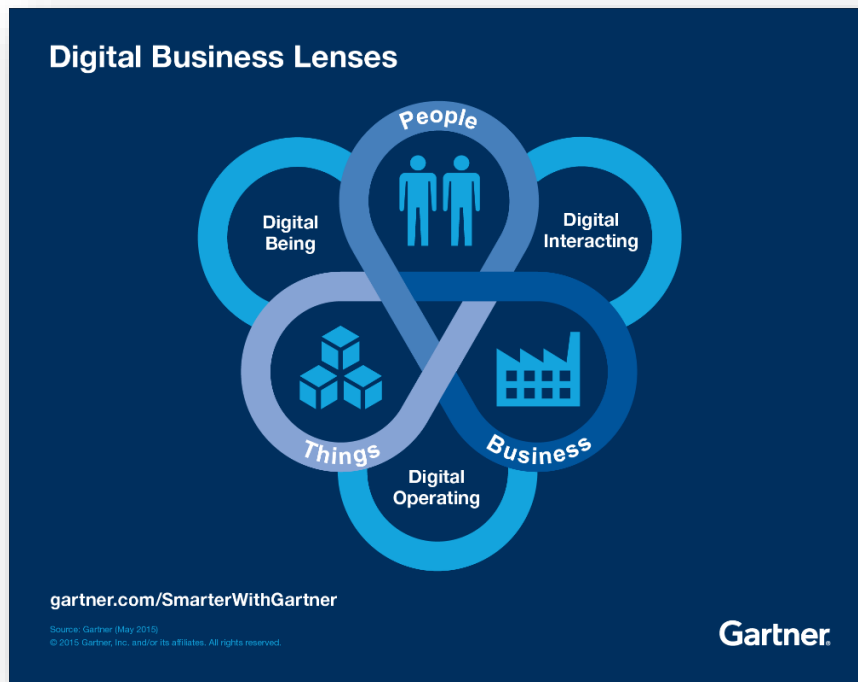 Digital Business Lenses
People
Digital
Being
Digital
Interacting
Things
Business
Digital
Operating
gartner.com/SmarterWithGartner
Source: Gartner (May 2015)
© 2015 Gartner, Inc. and/or its affiliates. All rights reserved.
Gartner®